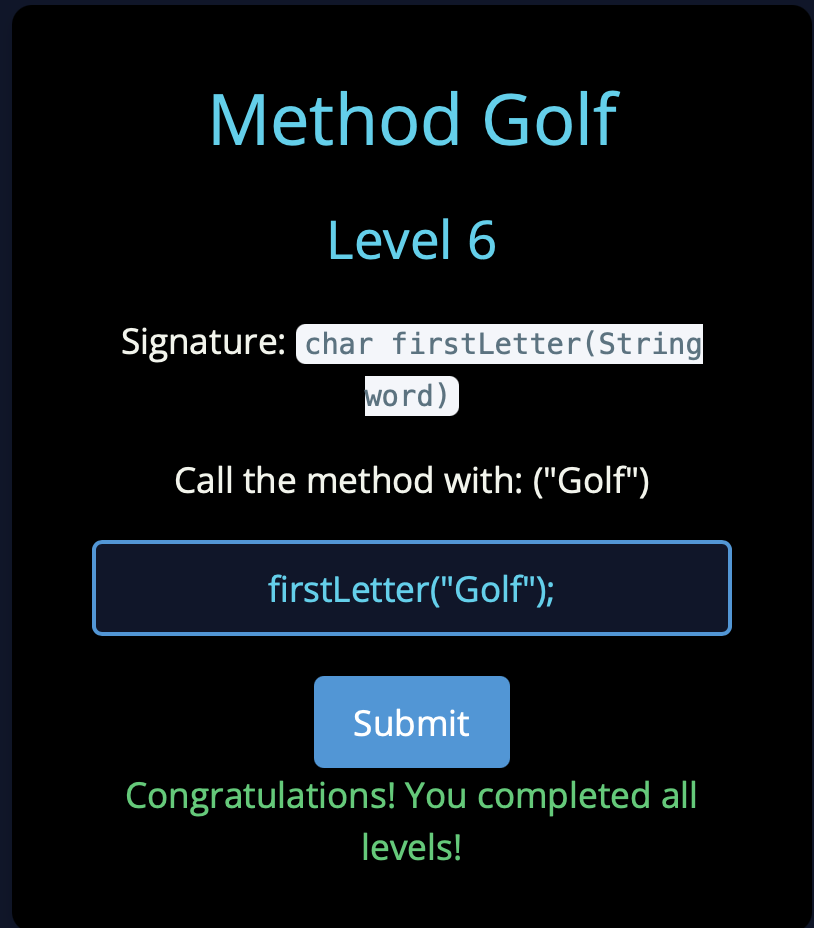 Method Golf
Level 6
Signature: char firstLetter(String
word)
Call the method with: ("Golf")
firstLetter("Golf");
Submit
Congratulations! You completed all
levels!